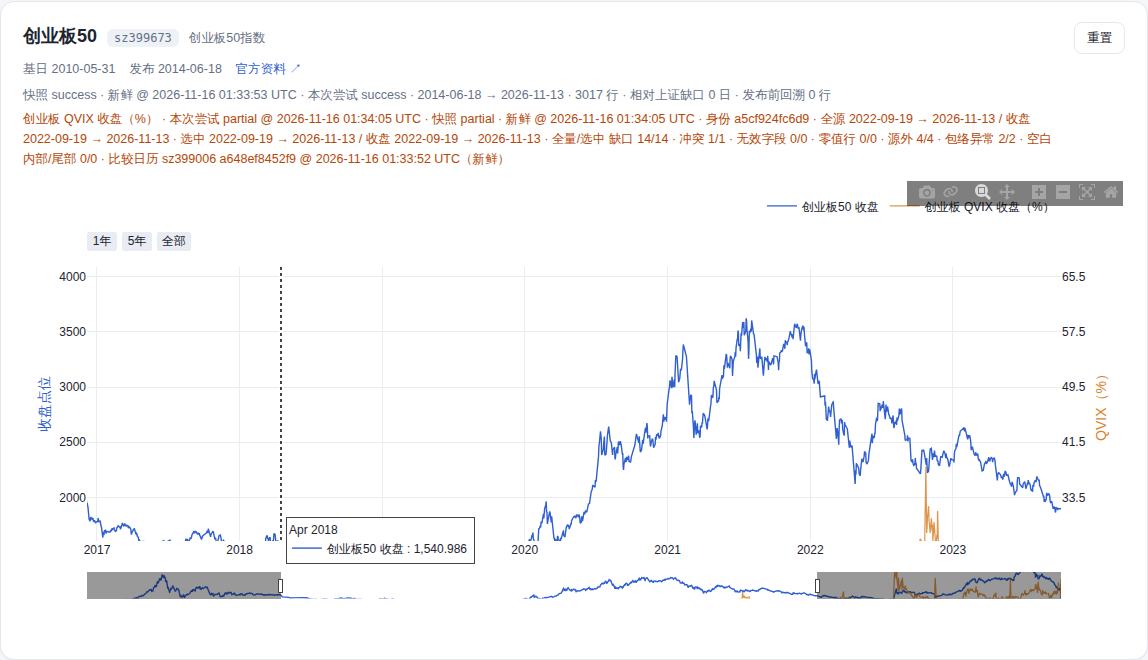 创业板50 sz399673 创业板50指数 重置
基日 2010-05-31 发布 2014-06-18 官方资料 ↗
快照 success · 新鲜 @ 2026-11-16 01:33:53 UTC · 本次尝试 success · 2014-06-18 → 2026-11-13 · 3017 行 · 相对上证缺口 0 日 · 发布前回溯 0 行
创业板 QVIX 收盘（%） · 本次尝试 partial @ 2026-11-16 01:34:05 UTC · 快照 partial · 新鲜 @ 2026-11-16 01:34:05 UTC · 身份 a5cf924fc6d9 · 全源 2022-09-19 → 2026-11-13 / 收盘
2022-09-19 → 2026-11-13 · 选中 2022-09-19 → 2026-11-13 / 收盘 2022-09-19 → 2026-11-13 · 全量/选中 缺口 14/14 · 冲突 1/1 · 无效字段 0/0 · 零值行 0/0 · 源外 4/4 · 包络异常 2/2 · 空白
内部/尾部 0/0 · 比较日历 sz399006 a648ef8452f9 @ 2026-11-16 01:33:52 UTC（新鲜）
创业板50 收盘 创业板 QVIX 收盘（%）
1年 5年 全部
4000 65.5
3500 57.5
3000 49.5
收盘点位
QVIX（%）
2500 41.5
2000 33.5
Apr 2018
创业板50 收盘 : 1,540.986
2017 2018 2020 2021 2022 2023